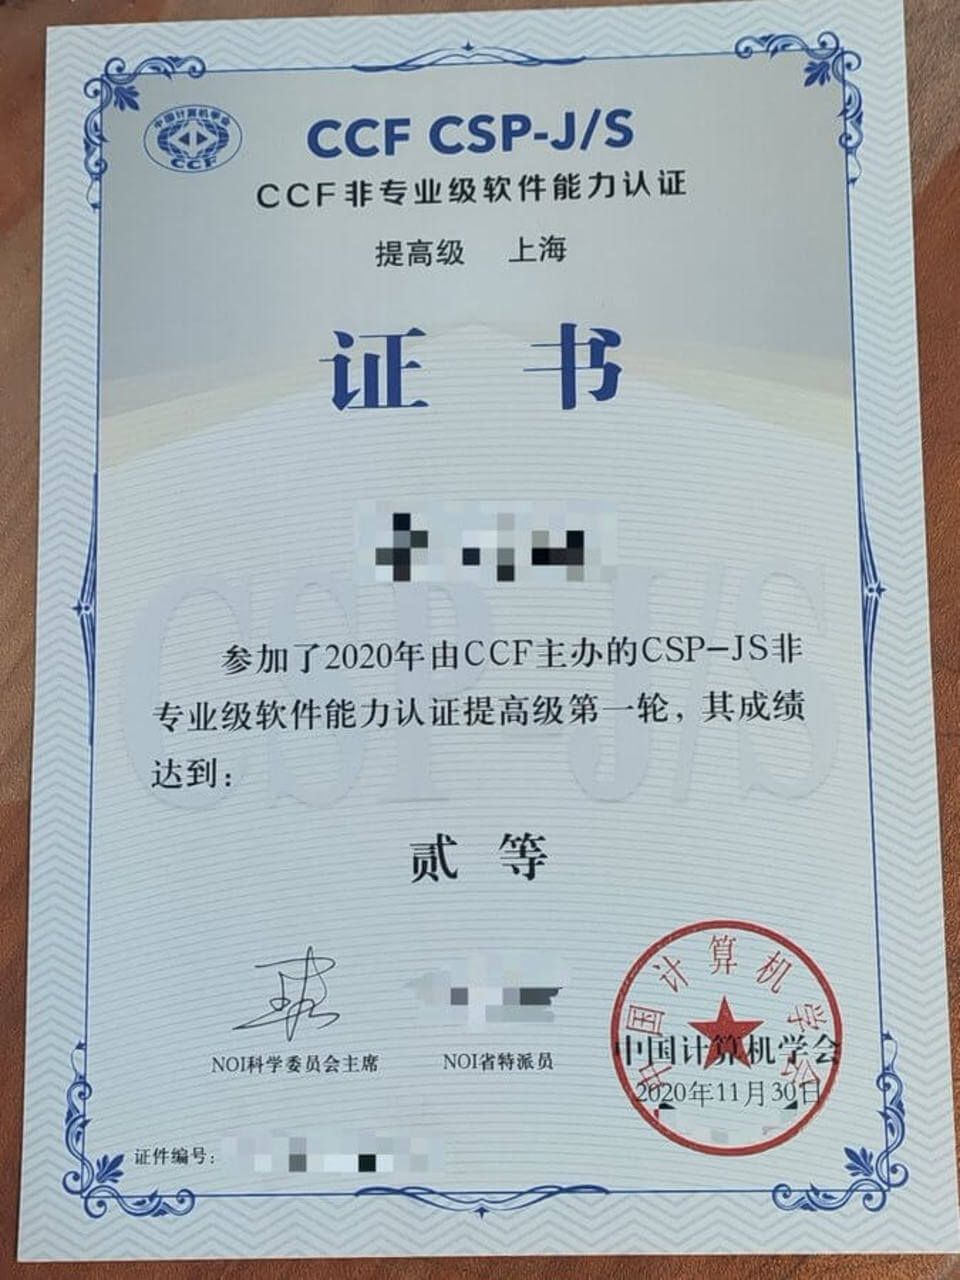 中国计算机学会
CCF
CCF CSP-J/S
CCF非专业级软件能力认证
提高级 上海
证 书
CSP-J/S
参加了2020年由CCF主办的CSP-JS非
专业级软件能力认证提高级第一轮，其成绩
达到：
贰 等
NOI科学委员会主席
NOI省特派员
中国计算机学会
中国计算机学会
2020年11月30日
证件编号：